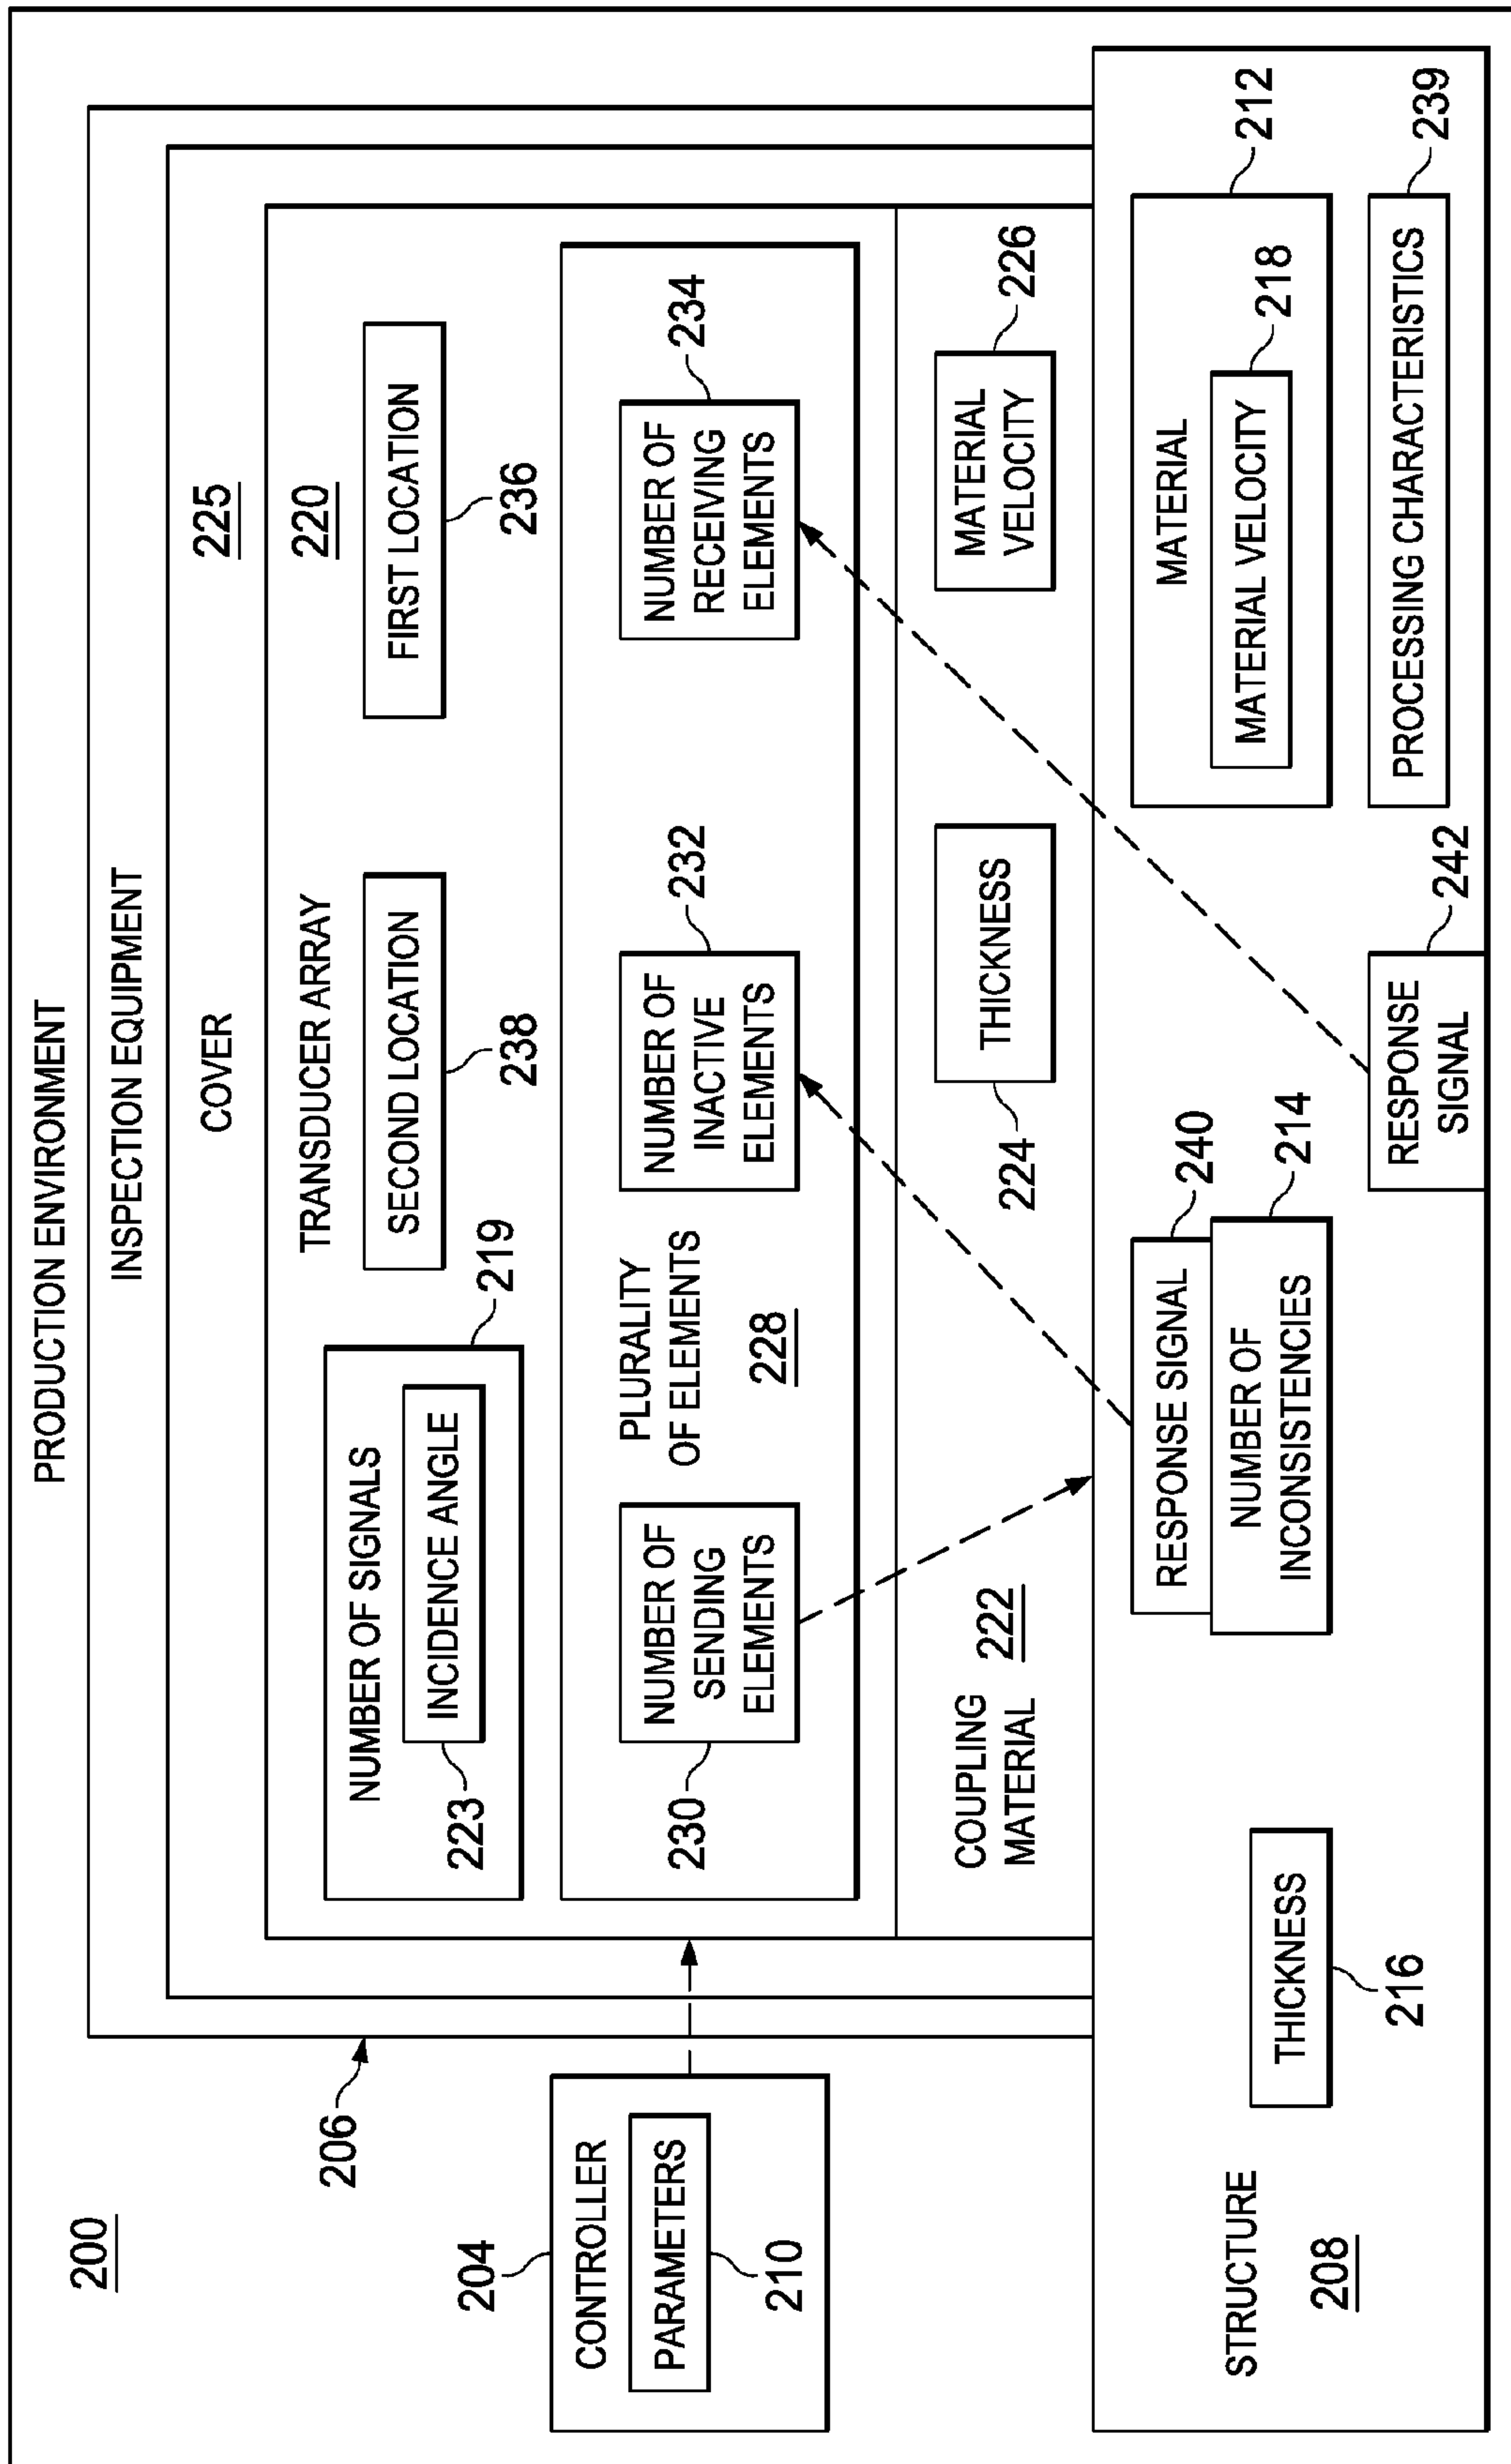 PRODUCTION ENVIRONMENT
200
INSPECTION EQUIPMENT
206
COVER
225
TRANSDUCER ARRAY
220
NUMBER OF SIGNALS
INCIDENCE ANGLE
223
219
SECOND LOCATION
238
FIRST LOCATION
236
204
CONTROLLER
PARAMETERS
210
NUMBER OF
SENDING
ELEMENTS
230
PLURALITY
OF ELEMENTS
228
NUMBER OF
INACTIVE
ELEMENTS
232
NUMBER OF
RECEIVING
ELEMENTS
234
COUPLING
MATERIAL
222
THICKNESS
224
MATERIAL
VELOCITY
226
STRUCTURE
208
THICKNESS
216
RESPONSE SIGNAL
240
NUMBER OF
INCONSISTENCIES
214
RESPONSE
SIGNAL
242
MATERIAL
212
MATERIAL VELOCITY
218
PROCESSING CHARACTERISTICS
239